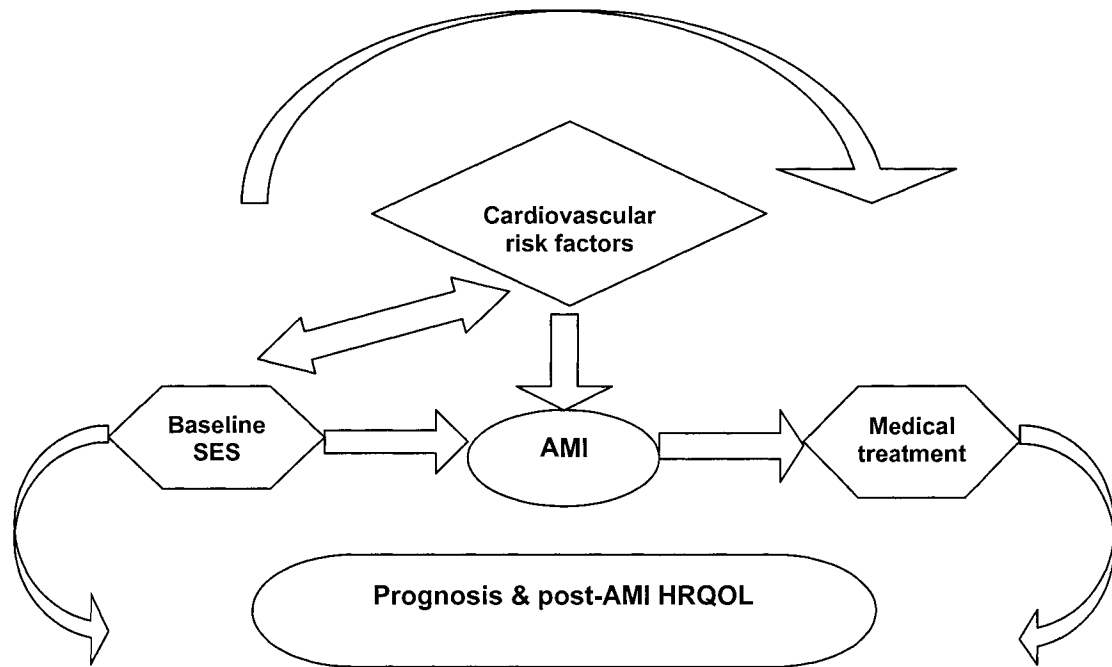 Cardiovascular
risk factors
Baseline
SES
AMI
Medical
treatment
Prognosis & post-AMI HRQOL